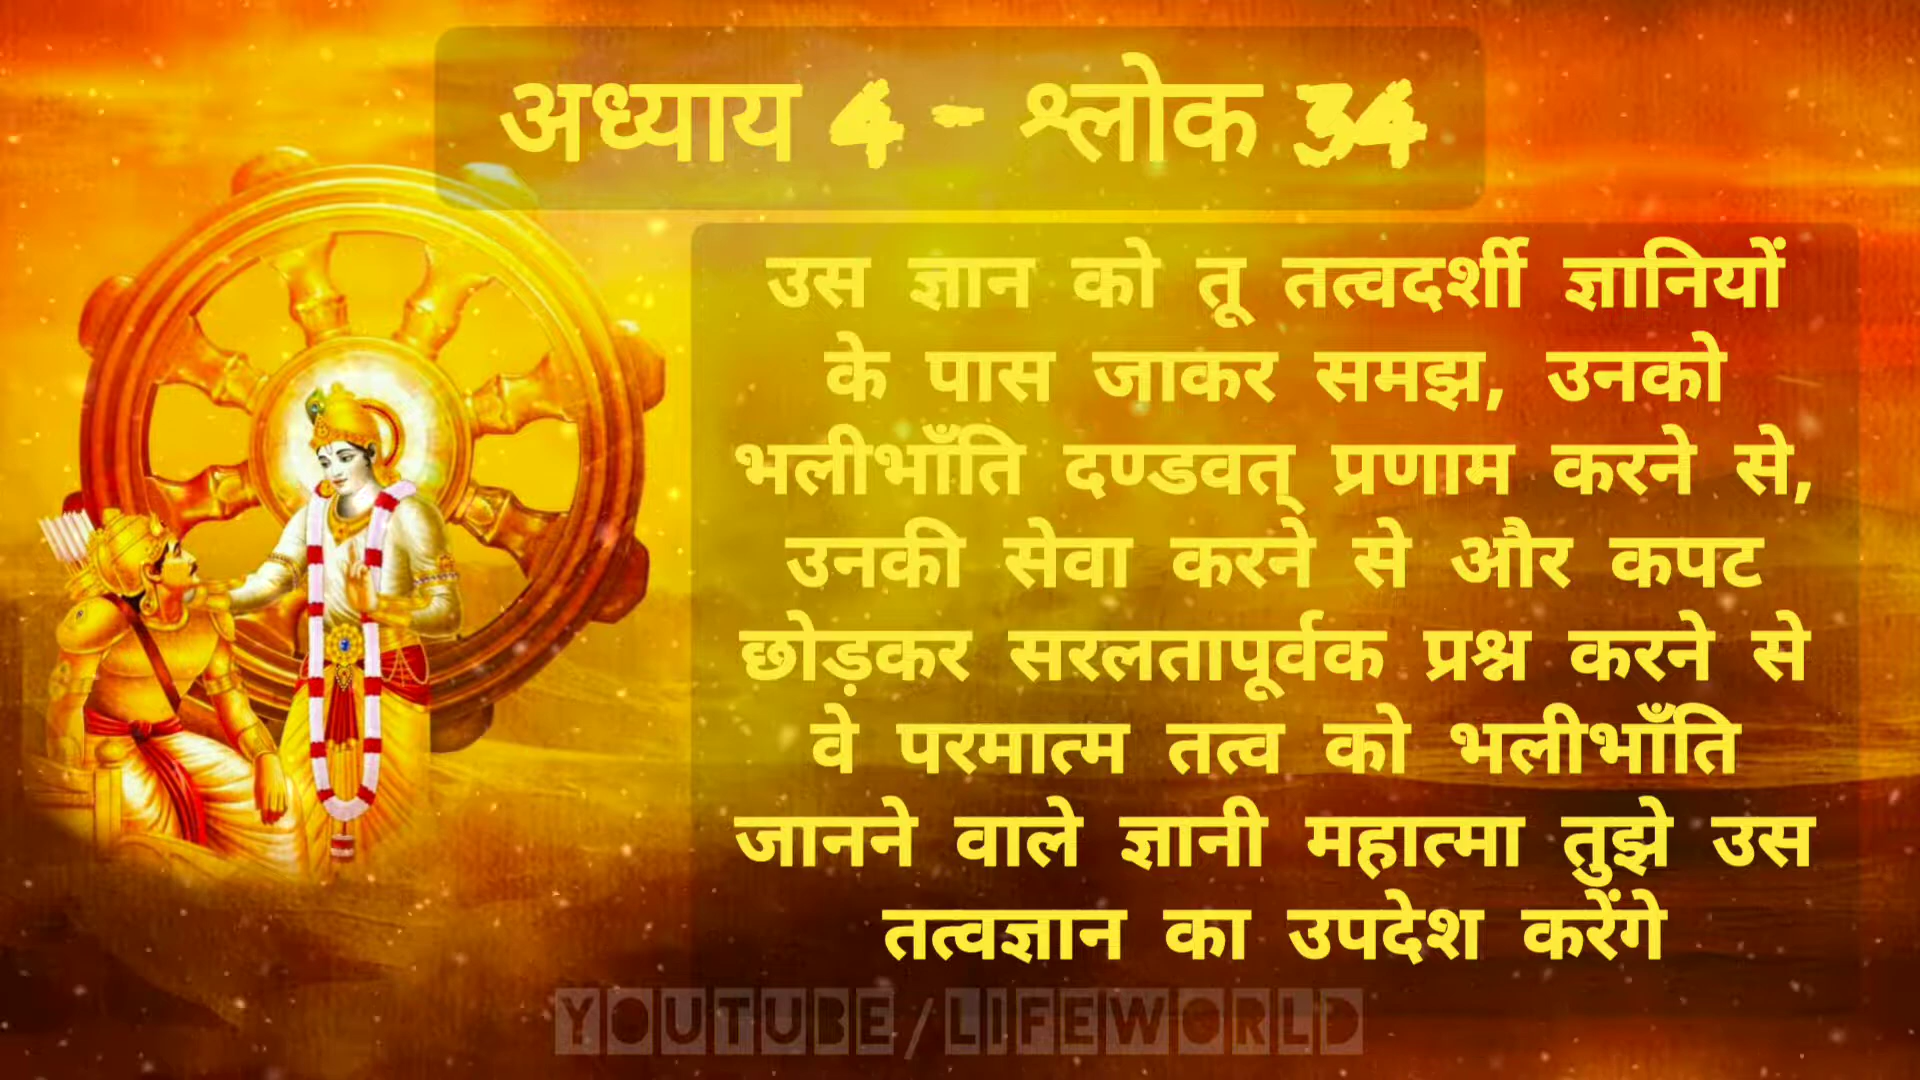 अध्याय 4 - श्लोक 34
उस ज्ञान को तू तत्वदर्शी ज्ञानियों
के पास जाकर समझ, उनको
भलीभाँति दण्डवत् प्रणाम करने से,
उनकी सेवा करने से और कपट
छोड़कर सरलतापूर्वक प्रश्न करने से
वे परमात्म तत्व को भलीभाँति
जानने वाले ज्ञानी महात्मा तुझे उस
तत्वज्ञान का उपदेश करेंगे
YOUTUBE/LIFEWORLD